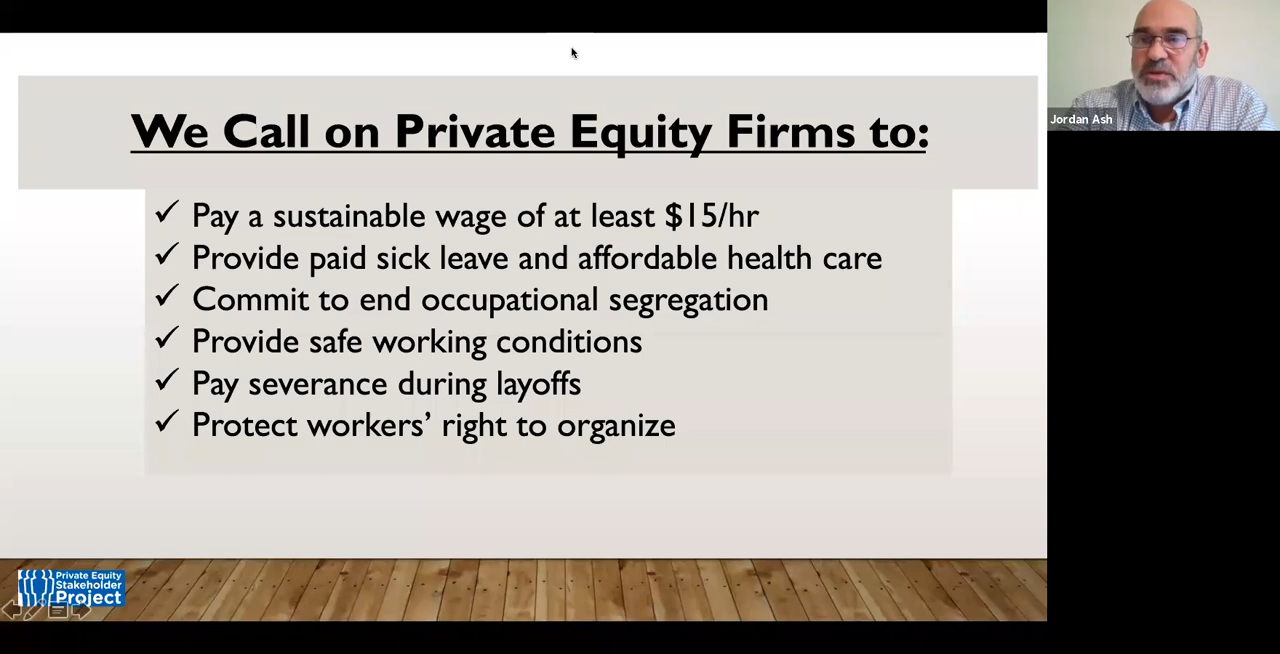 We Call on Private Equity Firms to:
✓ Pay a sustainable wage of at least $15/hr
✓ Provide paid sick leave and affordable health care
✓ Commit to end occupational segregation
✓ Provide safe working conditions
✓ Pay severance during layoffs
✓ Protect workers’ right to organize
Jordan Ash
Private Equity
Stakeholder
Project